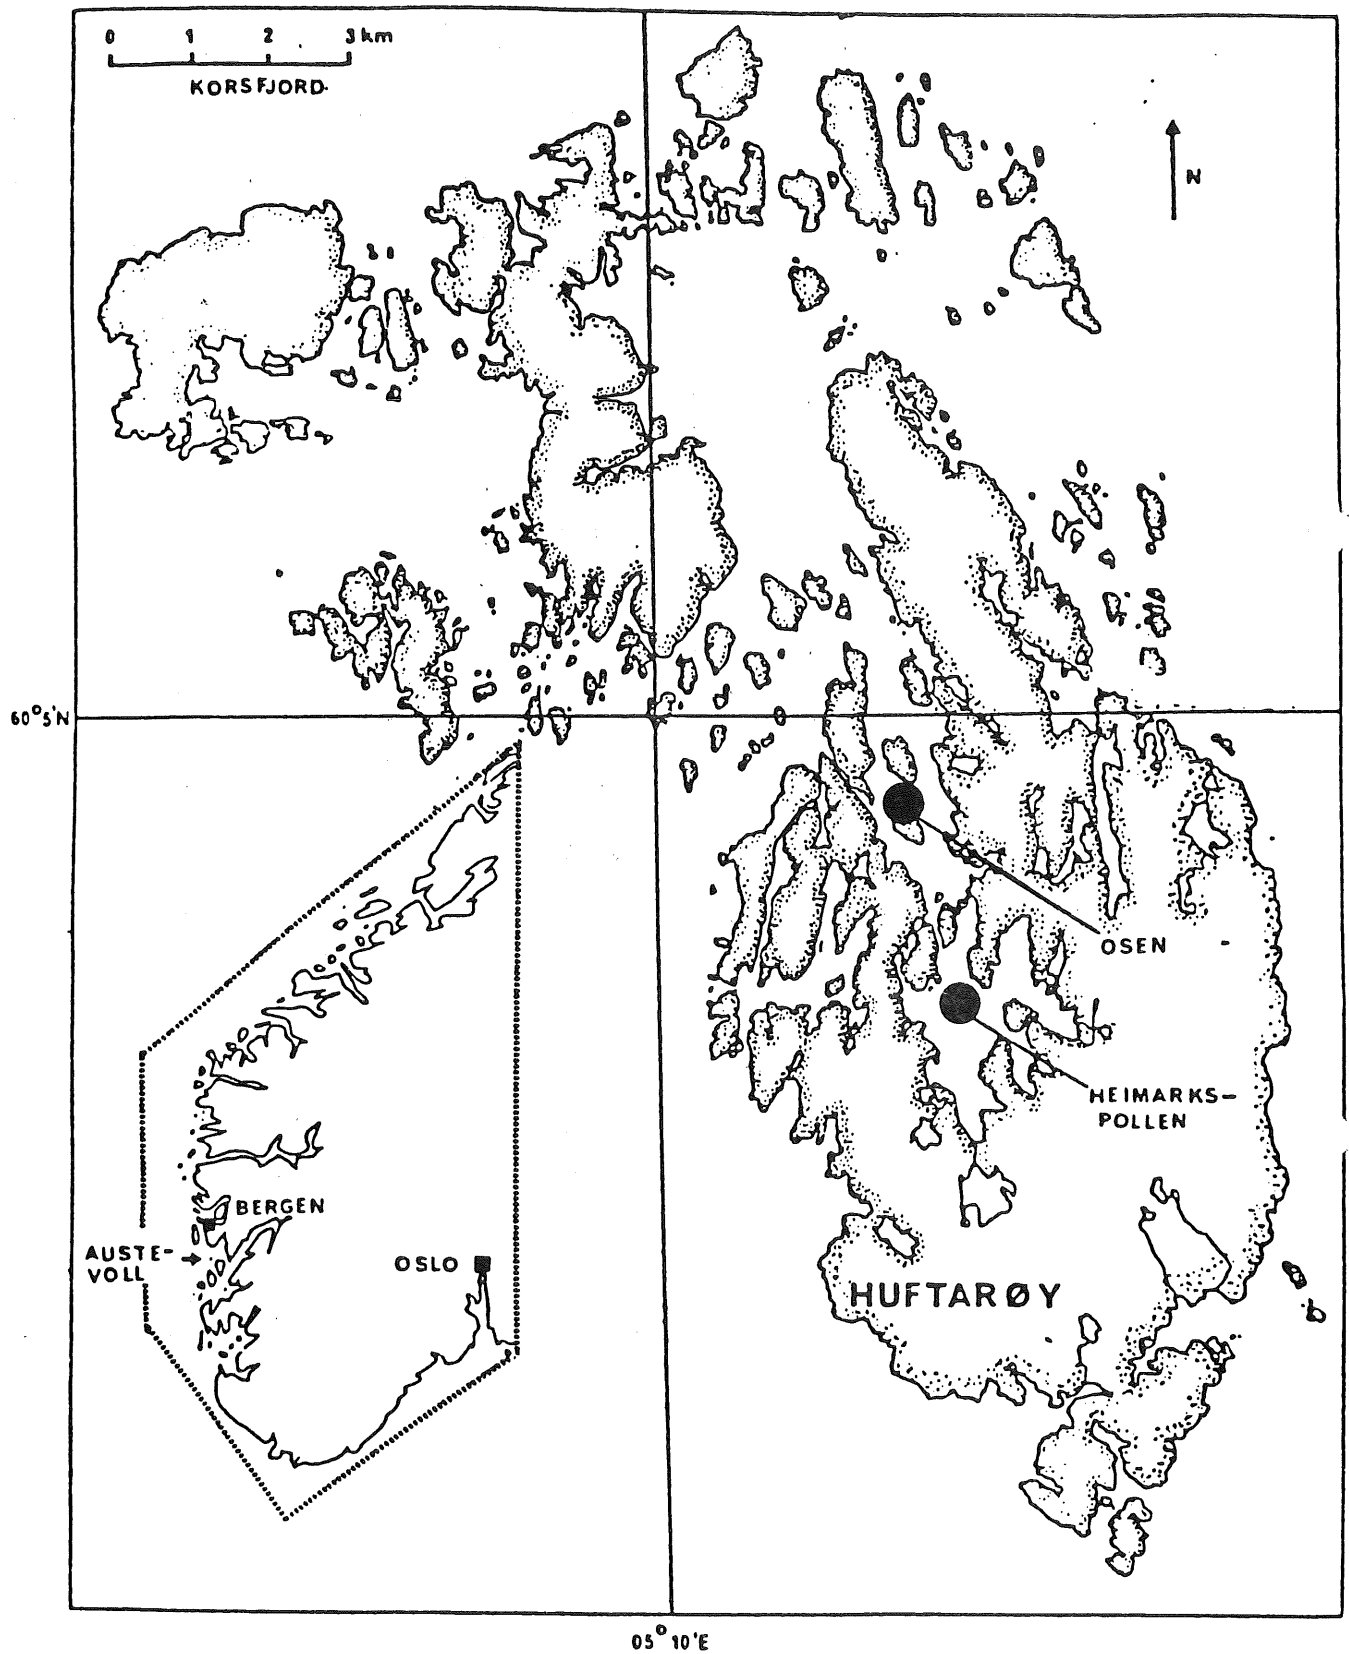 0 1 2 3 km
KORSFJORD
N
60°5'N
OSEN
HEIMARKS-
POLLEN
BERGEN
AUSTE-
VOLL
OSLO
HUFTARØY
05°10'E